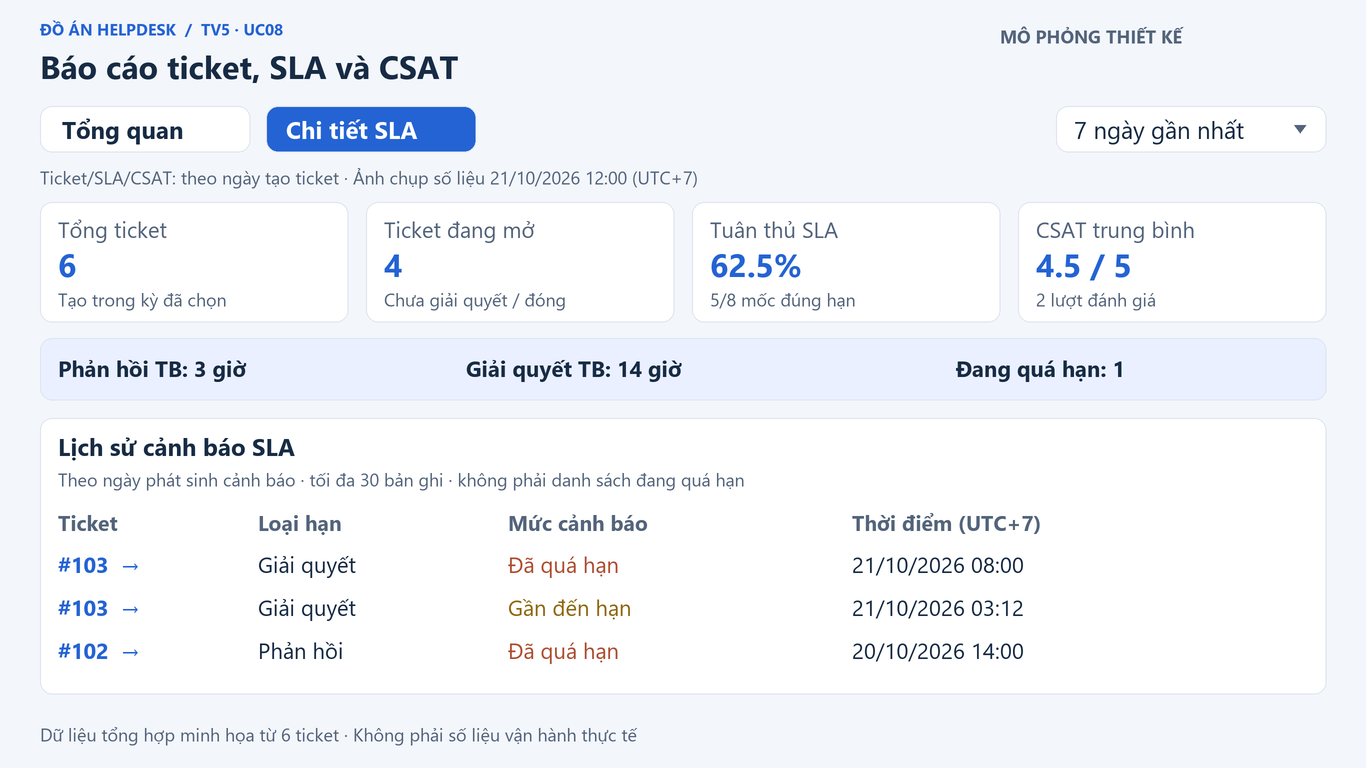 ĐỒ ÁN HELPDESK / TV5 · UC08
MÔ PHỎNG THIẾT KẾ
Báo cáo ticket, SLA và CSAT
Tổng quan
Chi tiết SLA
7 ngày gần nhất
Ticket/SLA/CSAT: theo ngày tạo ticket · Ảnh chụp số liệu 21/10/2026 12:00 (UTC+7)
Tổng ticket
6
Tạo trong kỳ đã chọn
Ticket đang mở
4
Chưa giải quyết / đóng
Tuân thủ SLA
62.5%
5/8 mốc đúng hạn
CSAT trung bình
4.5 / 5
2 lượt đánh giá
Phản hồi TB: 3 giờ
Giải quyết TB: 14 giờ
Đang quá hạn: 1
Lịch sử cảnh báo SLA
Theo ngày phát sinh cảnh báo · tối đa 30 bản ghi · không phải danh sách đang quá hạn
Ticket Loại hạn Mức cảnh báo Thời điểm (UTC+7)
#103 → Giải quyết Đã quá hạn 21/10/2026 08:00
#103 → Giải quyết Gần đến hạn 21/10/2026 03:12
#102 → Phản hồi Đã quá hạn 20/10/2026 14:00
Dữ liệu tổng hợp minh họa từ 6 ticket · Không phải số liệu vận hành thực tế